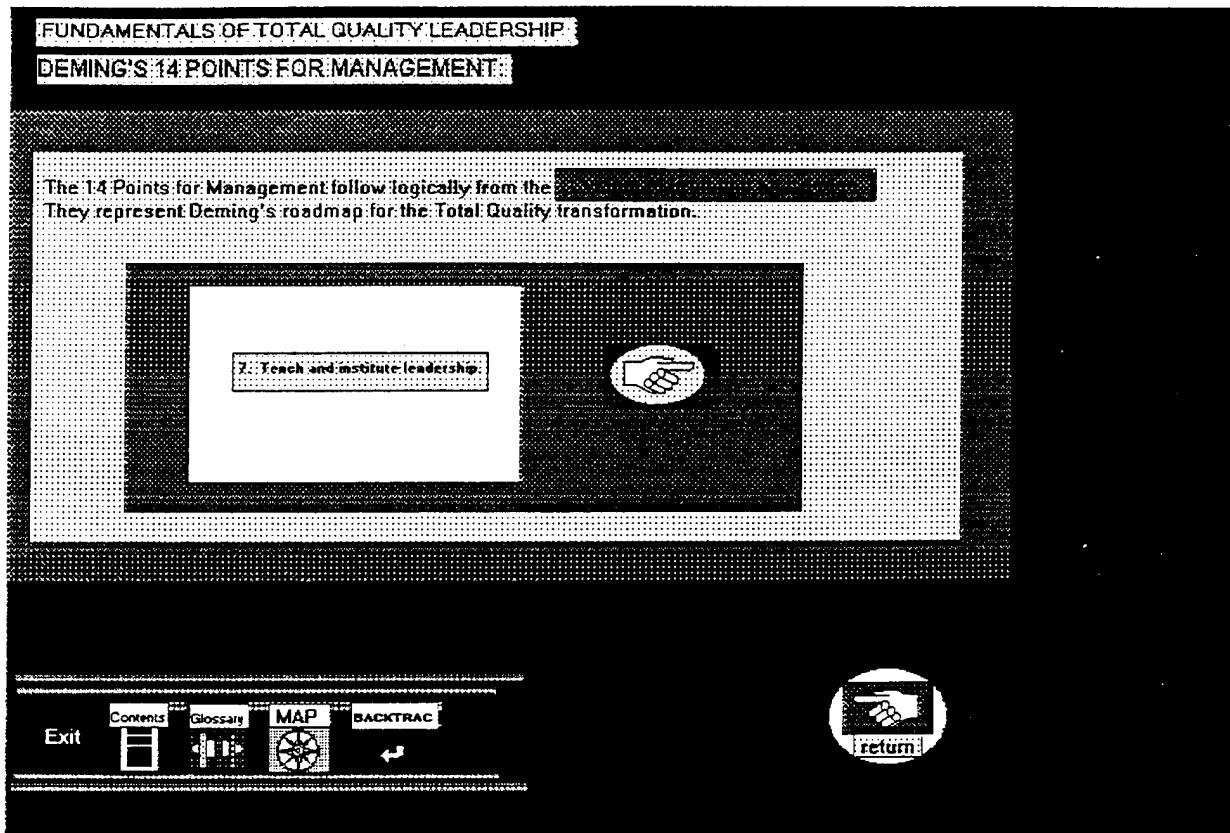 FUNDAMENTALS OF TOTAL QUALITY LEADERSHIP
DEMING'S 14 POINTS FOR MANAGEMENT
The 14 Points for Management follow logically from the
They represent Deming's roadmap for the Total Quality transformation.
7. Teach and institute leadership.
Exit
Contents
Glossary
MAP
BACKTRAC
return